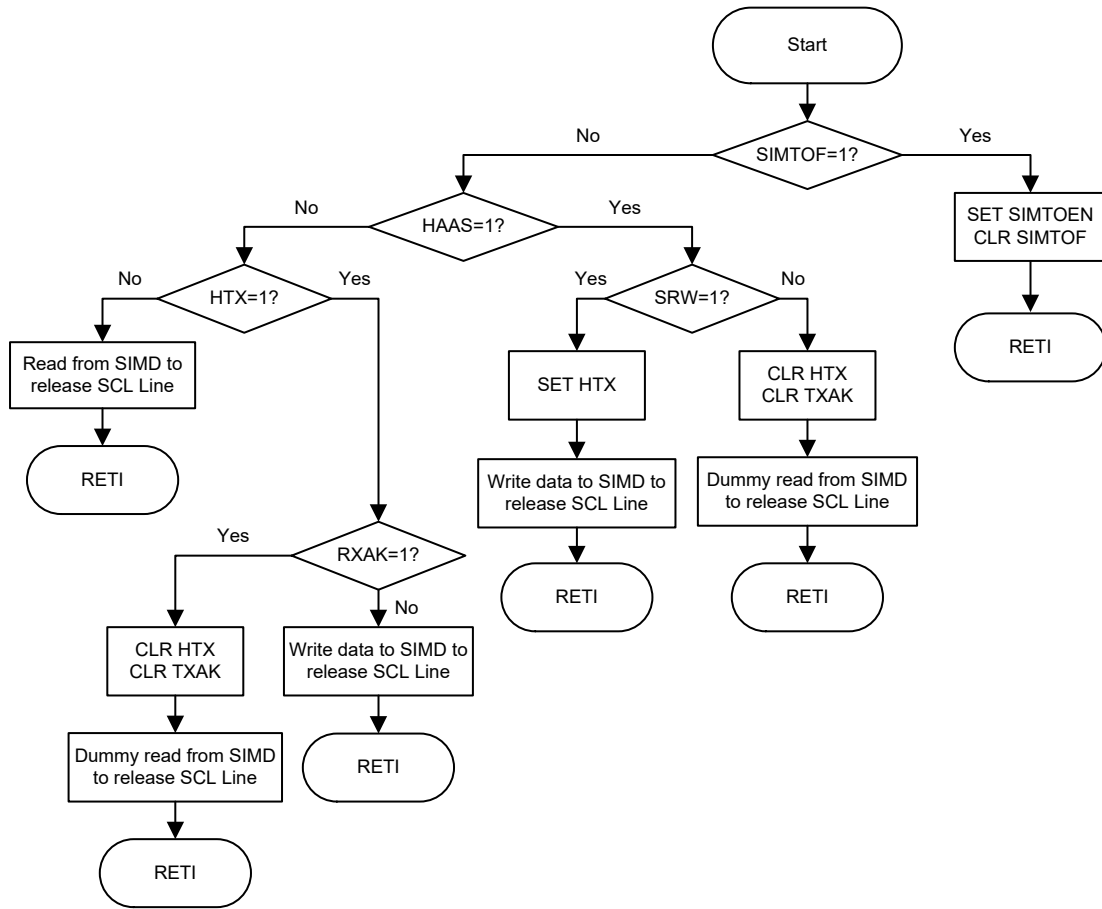 Start
No
SIMTOF=1?
Yes
No
HAAS=1?
Yes
SET SIMTOEN
CLR SIMTOF
No
HTX=1?
Yes
Yes
SRW=1?
No
RETI
Read from SIMD to
release SCL Line
SET HTX
CLR HTX
CLR TXAK
RETI
Write data to SIMD to
release SCL Line
Dummy read from SIMD
to release SCL Line
Yes
RXAK=1?
No
RETI
RETI
CLR HTX
CLR TXAK
Write data to SIMD to
release SCL Line
Dummy read from SIMD
to release SCL Line
RETI
RETI